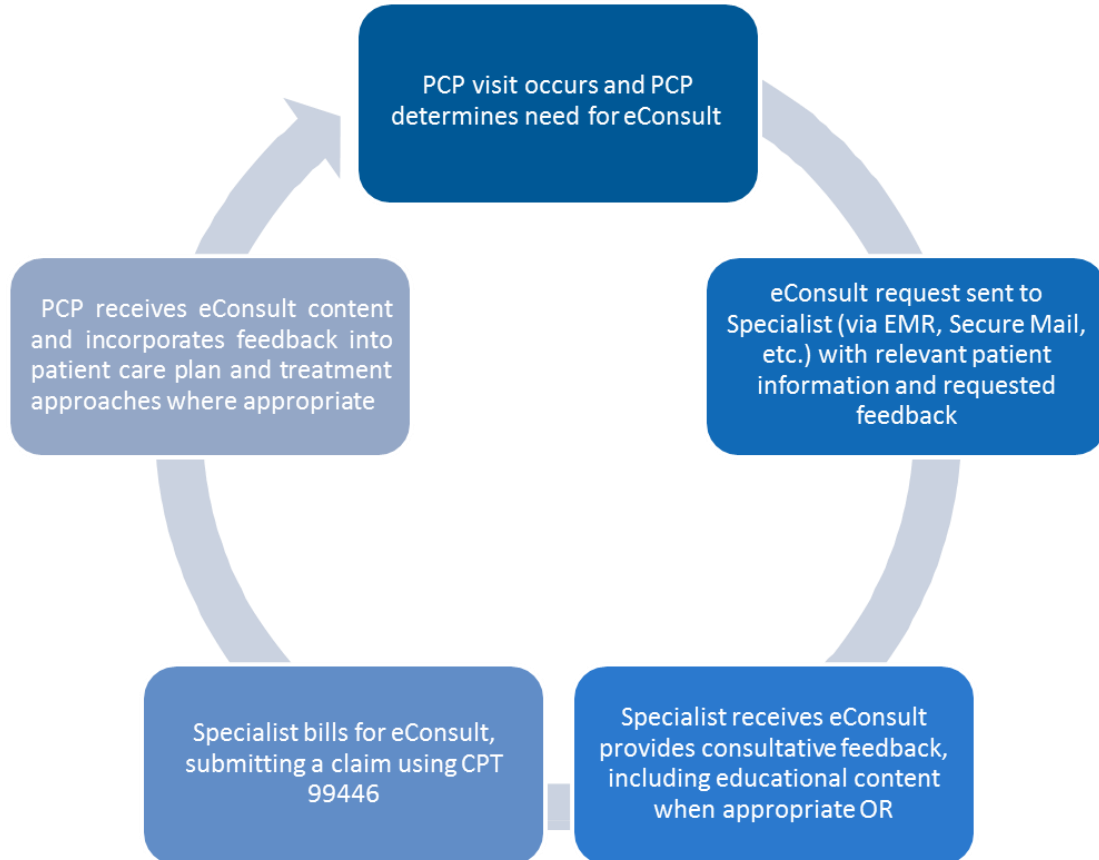 PCP visit occurs and PCP
determines need for eConsult
eConsult request sent to
Specialist (via EMR, Secure Mail,
etc.) with relevant patient
information and requested
feedback
Specialist receives eConsult
provides consultative feedback,
including educational content
when appropriate OR
Specialist bills for eConsult,
submitting a claim using CPT
99446
PCP receives eConsult content
and incorporates feedback into
patient care plan and treatment
approaches where appropriate